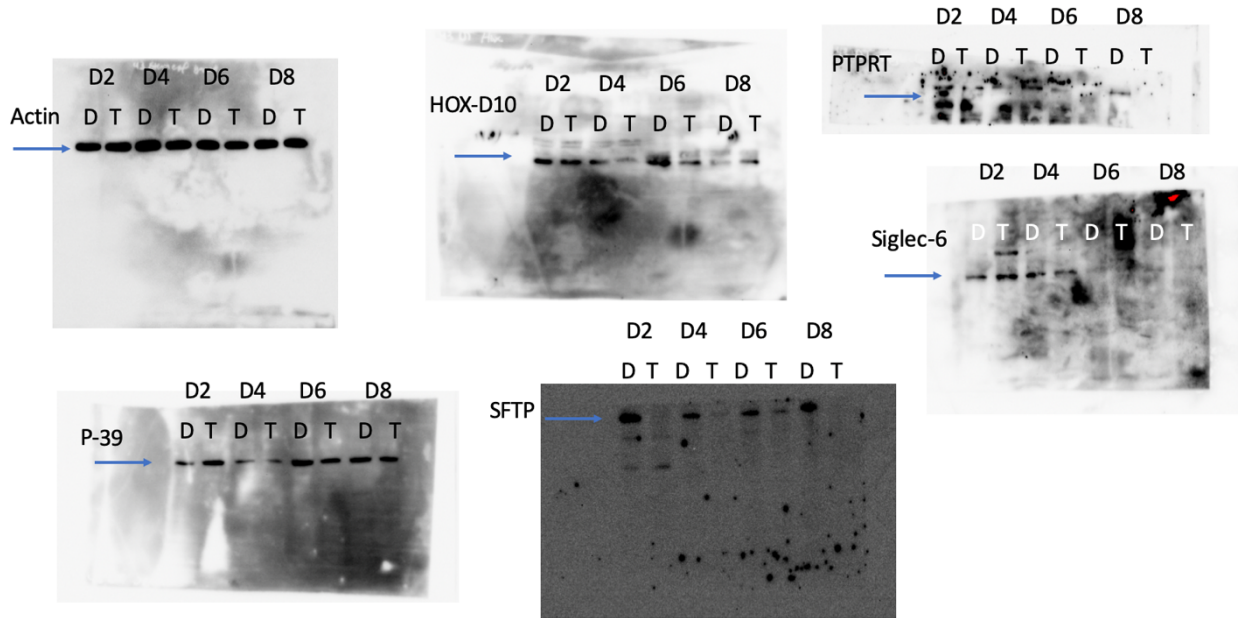 D2 D4 D6 D8
Actin D T D T D T D T
D2 D4 D6 D8
HOX-D10
D T D T D T D T
D2 D4 D6 D8
PTPRT D T D T D T D T
D2 D4 D6 D8
Siglec-6 D T D T D T D T
D2 D4 D6 D8
P-39 D T D T D T D T
D2 D4 D6 D8
D T D T D T D T
SFTP